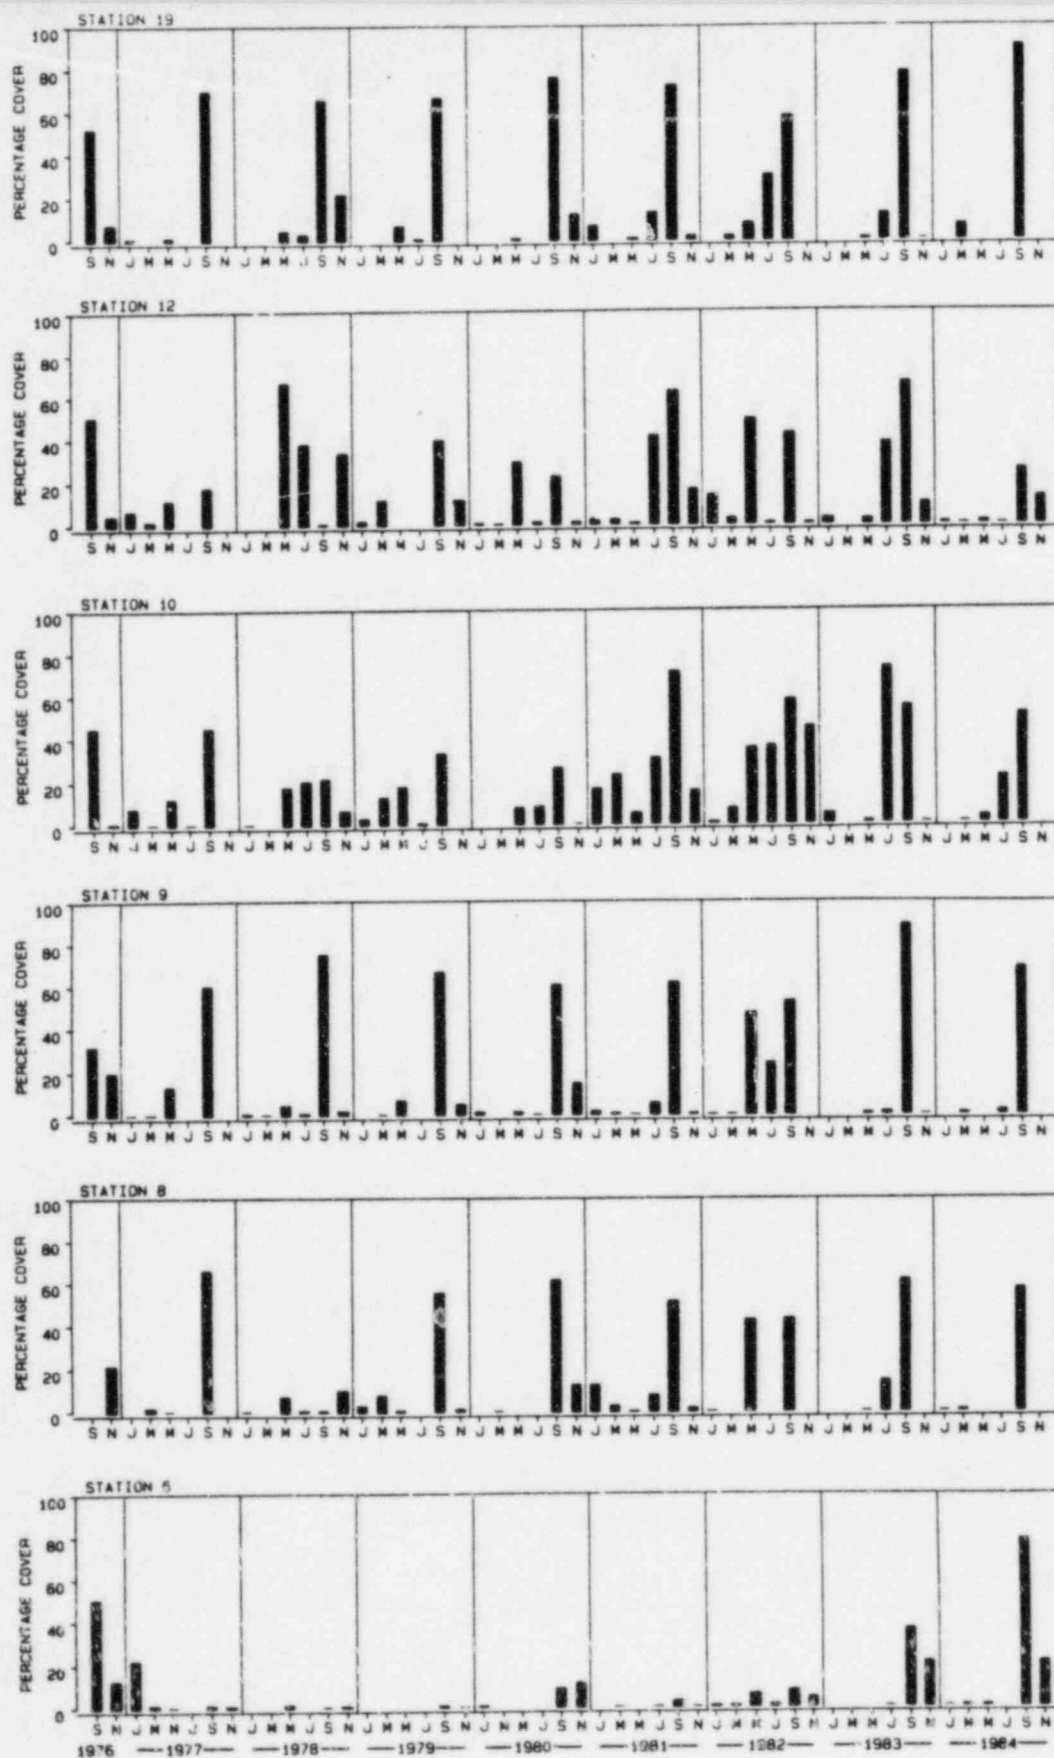 STATION 19
100
80
60
40
20
0
PERCENTAGE COVER
S N J M M J S N J M M J S N J M M J S N J M M J S N J M M J S N J M M J S N J M M J S N J M M J S N
STATION 12
100
80
60
40
20
0
PERCENTAGE COVER
S N J M M J S N J M M J S N J M M J S N J M M J S N J M M J S N J M M J S N J M M J S N J M M J S N
STATION 10
100
80
60
40
20
0
PERCENTAGE COVER
S N J M M J S N J M M J S N J M M J S N J M M J S N J M M J S N J M M J S N J M M J S N J M M J S N
STATION 9
100
80
60
40
20
0
PERCENTAGE COVER
S N J M M J S N J M M J S N J M M J S N J M M J S N J M M J S N J M M J S N J M M J S N J M M J S N
STATION 8
100
80
60
40
20
0
PERCENTAGE COVER
S N J M M J S N J M M J S N J M M J S N J M M J S N J M M J S N J M M J S N J M M J S N J M M J S N
STATION 6
100
80
60
40
20
0
PERCENTAGE COVER
S N J M M J S N J M M J S N J M M J S N J M M J S N J M M J S N J M M J S N J M M J S N J M M J S N
1976 1977 1978 1979 1980 1981 1982 1983 1984